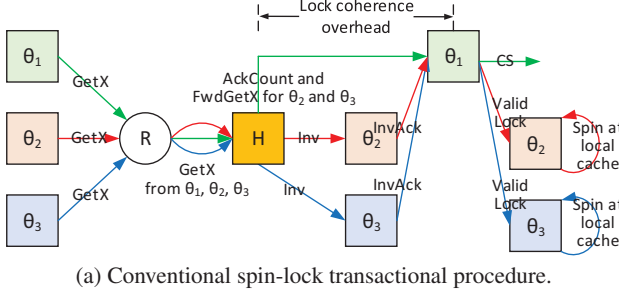 Lock coherence
overhead
θ1
GetX
θ2
GetX
θ3
GetX
R
AckCount and
FwdGetX for θ2 and θ3
H
GetX
from θ1, θ2, θ3
Inv
Inv
θ2
θ3
InvAck
InvAck
θ1
CS
Valid
Lock
Valid
Lock
θ2
θ3
Spin at
local
cache
Spin at
local
cache
(a) Conventional spin-lock transactional procedure.